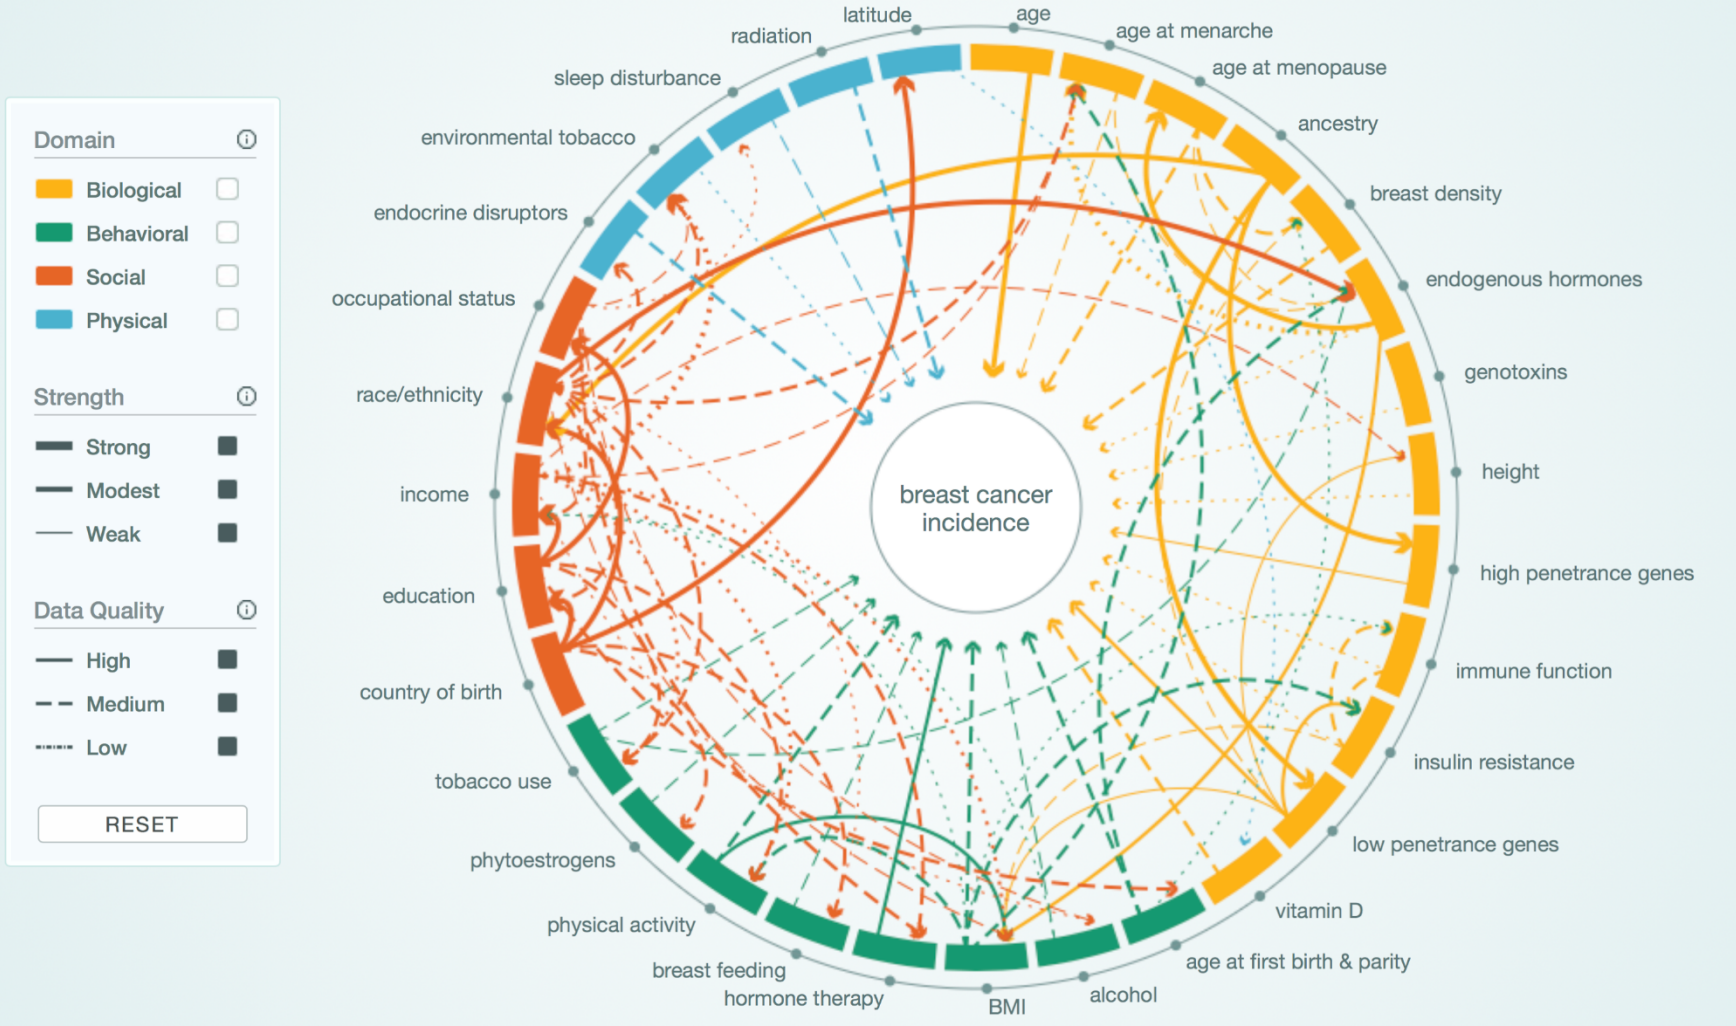 Domain
Biological
Behavioral
Social
Physical
Strength
Strong
Modest
Weak
Data Quality
High
Medium
Low
RESET
latitude
age
radiation
age at menarche
sleep disturbance
age at menopause
environmental tobacco
ancestry
endocrine disruptors
breast density
occupational status
endogenous hormones
race/ethnicity
genotoxins
income
height
breast cancer
incidence
education
high penetrance genes
country of birth
immune function
tobacco use
insulin resistance
phytoestrogens
low penetrance genes
physical activity
vitamin D
breast feeding
age at first birth & parity
hormone therapy
alcohol
BMI